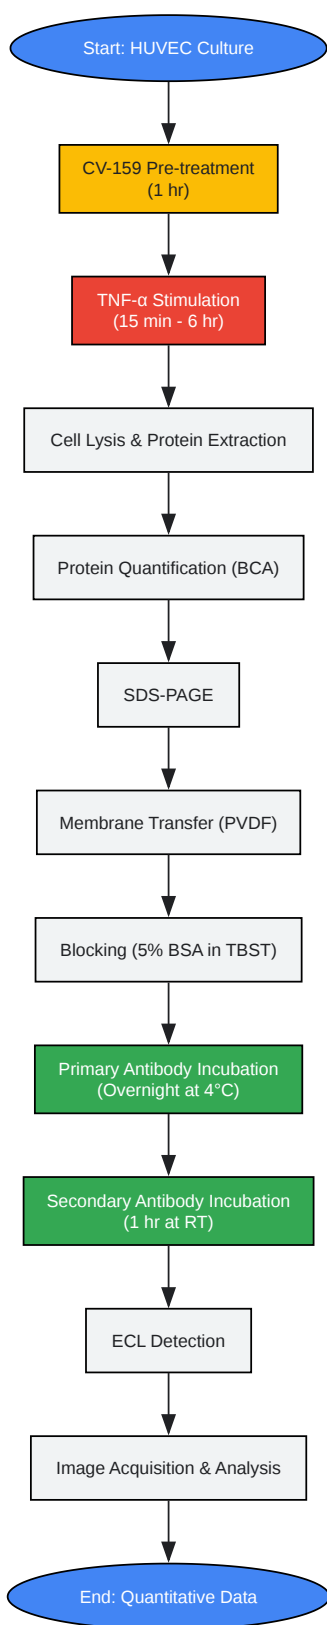 Start: HUVEC Culture
CV-159 Pre-treatment
(1 hr)
TNF-α Stimulation
(15 min - 6 hr)
Cell Lysis & Protein Extraction
Protein Quantification (BCA)
SDS-PAGE
Membrane Transfer (PVDF)
Blocking (5% BSA in TBST)
Primary Antibody Incubation
(Overnight at 4°C)
Secondary Antibody Incubation
(1 hr at RT)
ECL Detection
Image Acquisition & Analysis
End: Quantitative Data